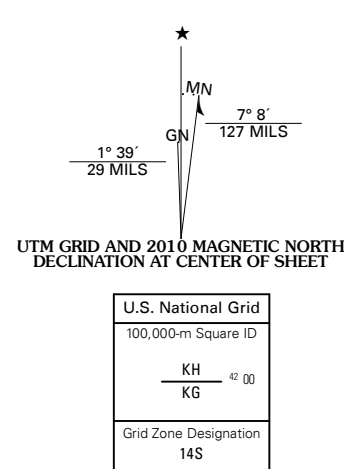 ★
MN
7° 8´
127 MILS
GN
1° 39´
29 MILS
UTM GRID AND 2010 MAGNETIC NORTH
DECLINATION AT CENTER OF SHEET
U.S. National Grid
100,000-m Square ID
KH
42 00
KG
Grid Zone Designation
14S